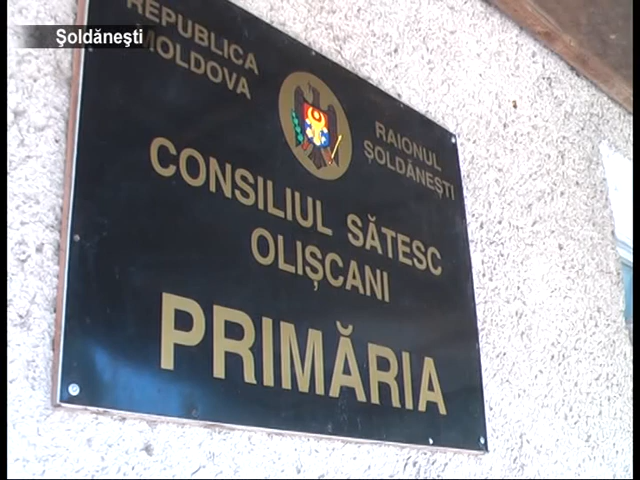 Şoldăneşti
REPUBLICA
MOLDOVA
RAIONUL
ŞOLDĂNEŞTI
CONSILIUL SĂTESC
OLIŞCANI
PRIMĂRIA